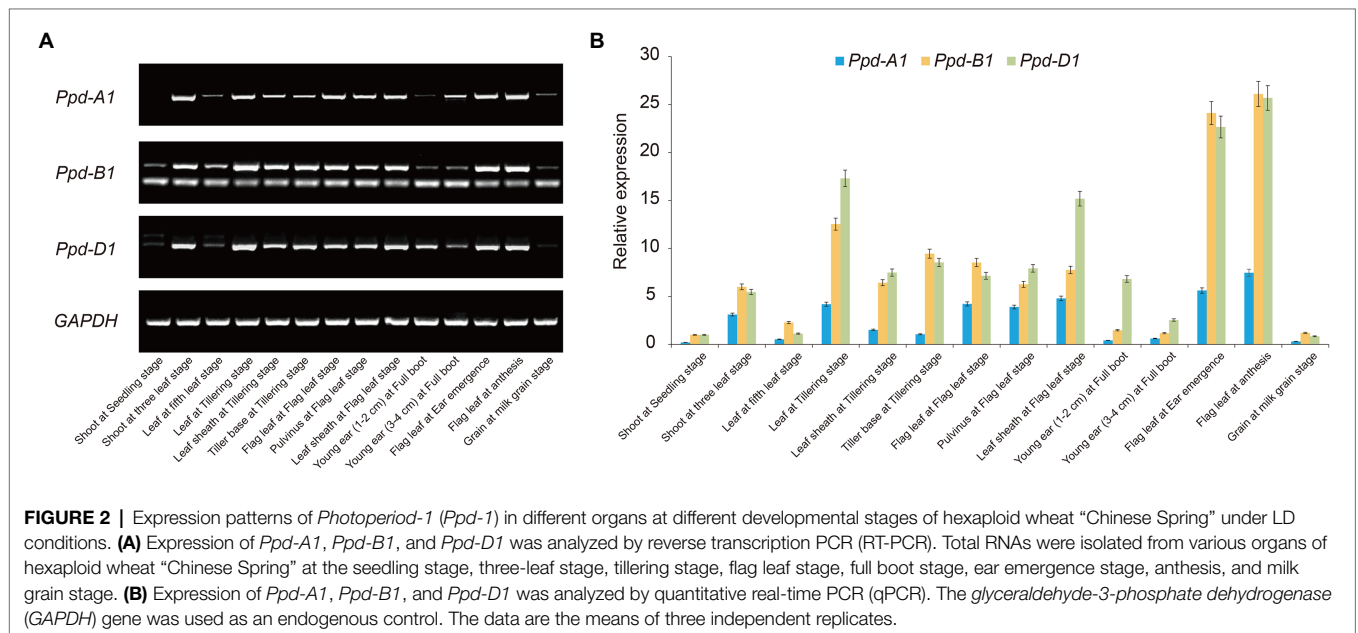 A
Ppd-A1
Ppd-B1
Ppd-D1
GAPDH
Shoot at Seedling stage
Shoot at three leaf stage
Leaf at fifth leaf stage
Leaf at Tillering stage
Leaf sheath at Tillering stage
Tiller base at Tillering stage
Flag leaf at Flag leaf stage
Pulvinus at Flag leaf stage
Leaf sheath at Flag leaf stage
Young ear (1-2 cm) at Full boot
Young ear (3-4 cm) at Full boot
Flag leaf at Ear emergence
Flag leaf at anthesis
Grain at milk grain stage
B
Ppd-A1 Ppd-B1 Ppd-D1
Relative expression
30
25
20
15
10
5
0
Shoot at Seedling stage
Shoot at three leaf stage
Leaf at fifth leaf stage
Leaf at Tillering stage
Leaf sheath at Tillering stage
Tiller base at Tillering stage
Flag leaf at Flag leaf stage
Pulvinus at Flag leaf stage
Leaf sheath at Flag leaf stage
Young ear (1-2 cm) at Full boot
Young ear (3-4 cm) at Full boot
Flag leaf at Ear emergence
Flag leaf at anthesis
Grain at milk grain stage
FIGURE 2 | Expression patterns of Photoperiod-1 (Ppd-1) in different organs at different developmental stages of hexaploid wheat “Chinese Spring” under LD
conditions. (A) Expression of Ppd-A1, Ppd-B1, and Ppd-D1 was analyzed by reverse transcription PCR (RT-PCR). Total RNAs were isolated from various organs of
hexaploid wheat “Chinese Spring” at the seedling stage, three-leaf stage, tillering stage, flag leaf stage, full boot stage, ear emergence stage, anthesis, and milk
grain stage. (B) Expression of Ppd-A1, Ppd-B1, and Ppd-D1 was analyzed by quantitative real-time PCR (qPCR). The glyceraldehyde-3-phosphate dehydrogenase
(GAPDH) gene was used as an endogenous control. The data are the means of three independent replicates.